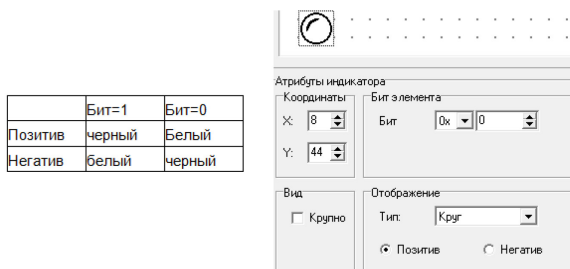 Бит=1 Бит=0
Позитив черный Белый
Негатив белый черный
Атрибуты индикатора
Координаты
X: 8
Y: 44
Бит элемента
Бит 0x 0
Вид
Крупно
Отображение
Тип: Круг
Позитив Негатив